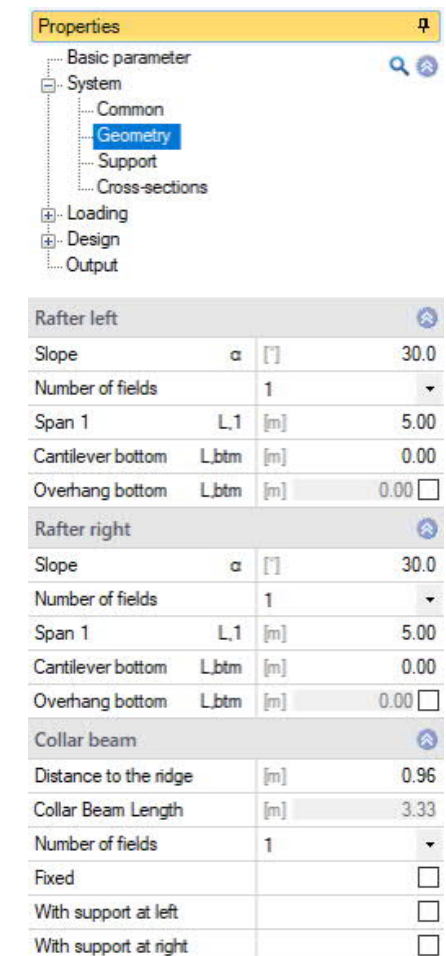 Properties
Basic parameter
System
Common
Geometry
Support
Cross-sections
Loading
Design
Output
Rafter left
Slope α [°] 30.0
Number of fields 1
Span 1 L,1 [m] 5.00
Cantilever bottom L,btm [m] 0.00
Overhang bottom L,btm [m] 0.00
Rafter right
Slope α [°] 30.0
Number of fields 1
Span 1 L,1 [m] 5.00
Cantilever bottom L,btm [m] 0.00
Overhang bottom L,btm [m] 0.00
Collar beam
Distance to the ridge [m] 0.96
Collar Beam Length [m] 3.33
Number of fields 1
Fixed
With support at left
With support at right